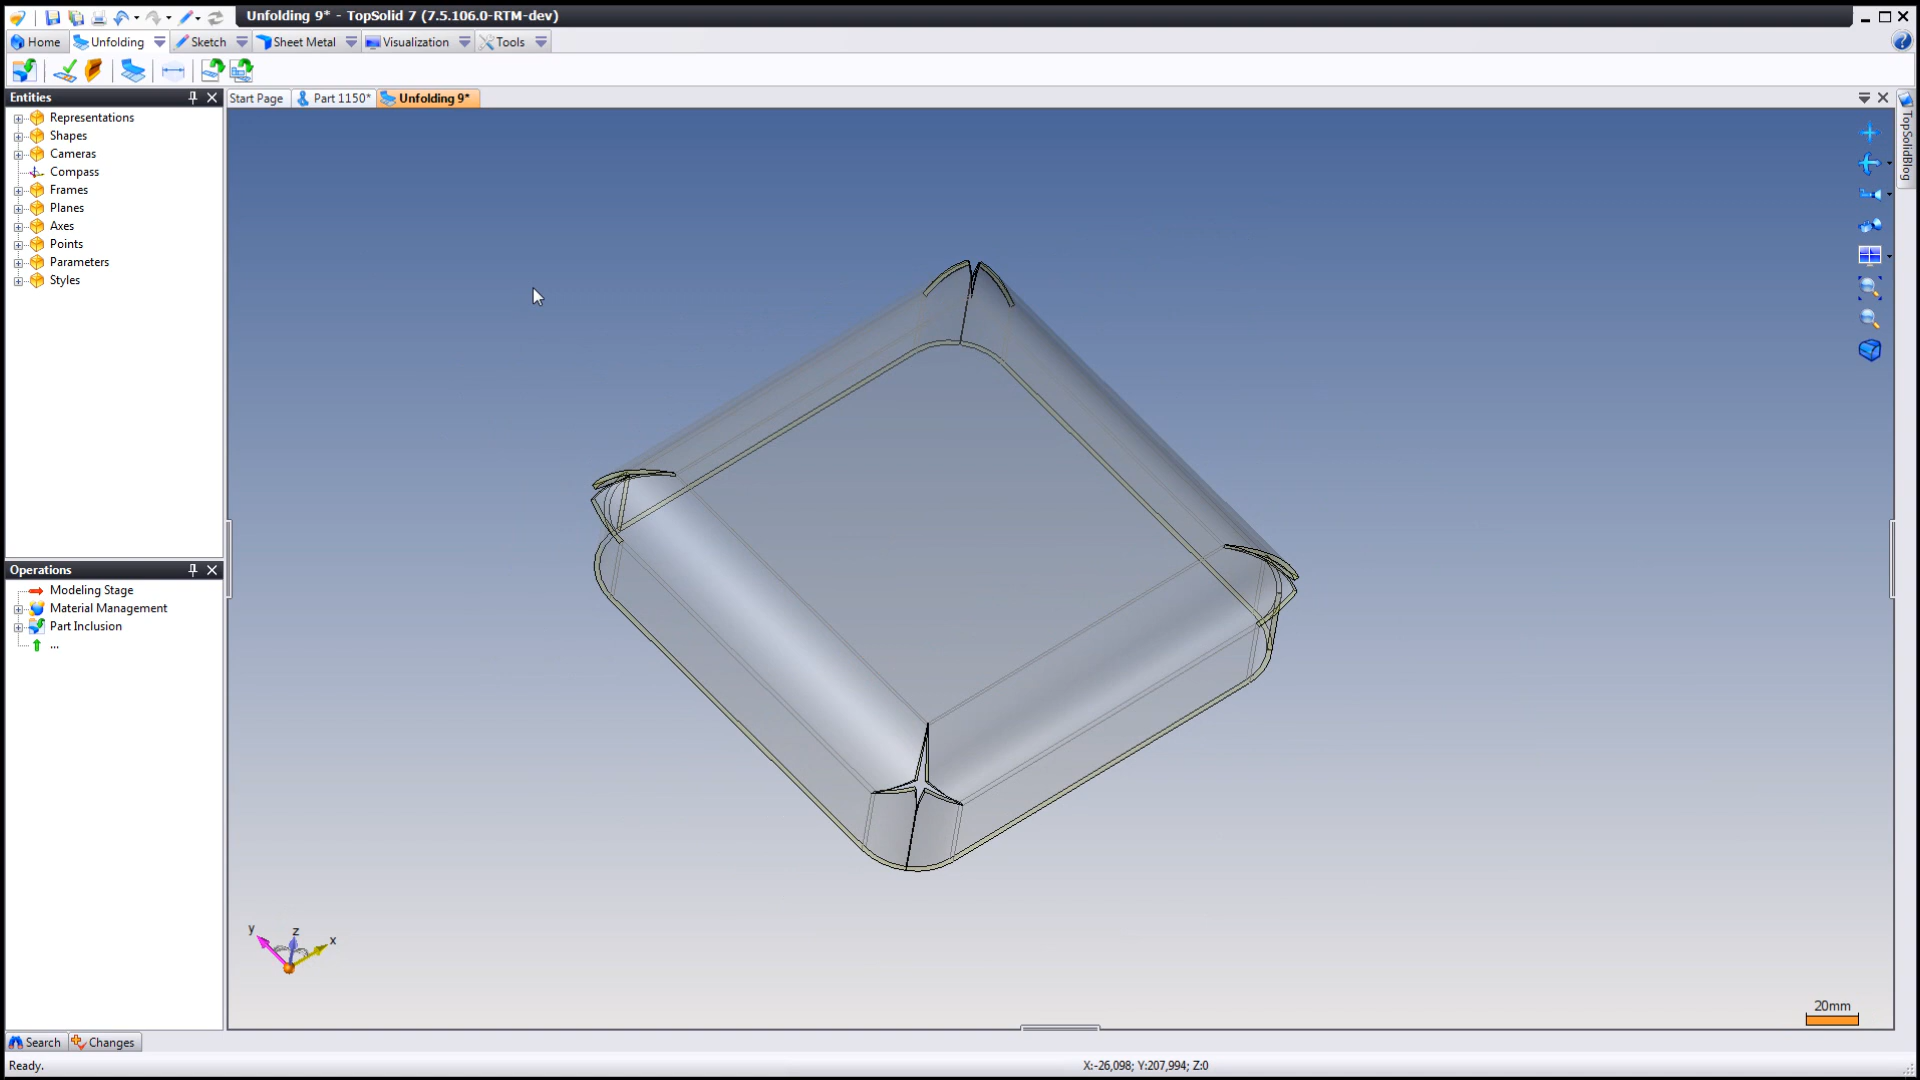 Unfolding 9* - TopSolid 7 (7.5.106.0-RTM-dev)
Home Unfolding Sketch Sheet Metal Visualization Tools
Entities
Start Page Part 1150* Unfolding 9*
Representations
Shapes
Cameras
Compass
Frames
Planes
Axes
Points
Parameters
Styles
Operations
Modeling Stage
Material Management
Part Inclusion
...
TopSolidBlog
y z x
20mm
Search Changes
Ready. X:-26,098; Y:207,994; Z:0